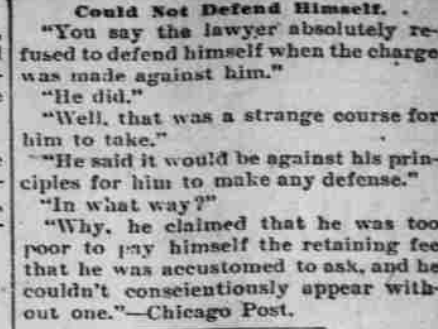 Could Not Defend Himself.
"You say the lawyer absolutely re-
fused to defend himself when the charge
was made against him."
"He did."
"Well, that was a strange course for
him to take."
"He said it would be against his prin-
ciples for him to make any defense."
"In what way?"
"Why, he claimed that he was too
poor to pay himself the retaining fee
that he was accustomed to ask, and he
couldn't conscientiously appear with-
out one."—Chicago Post.